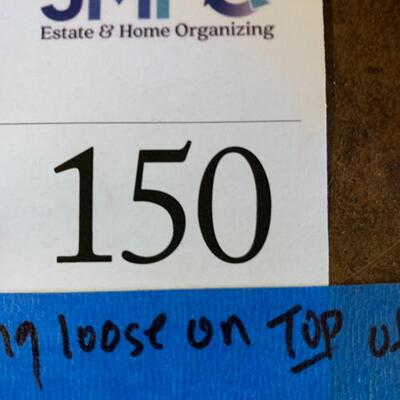 Estate & Home Organizing
150
loose on TOP